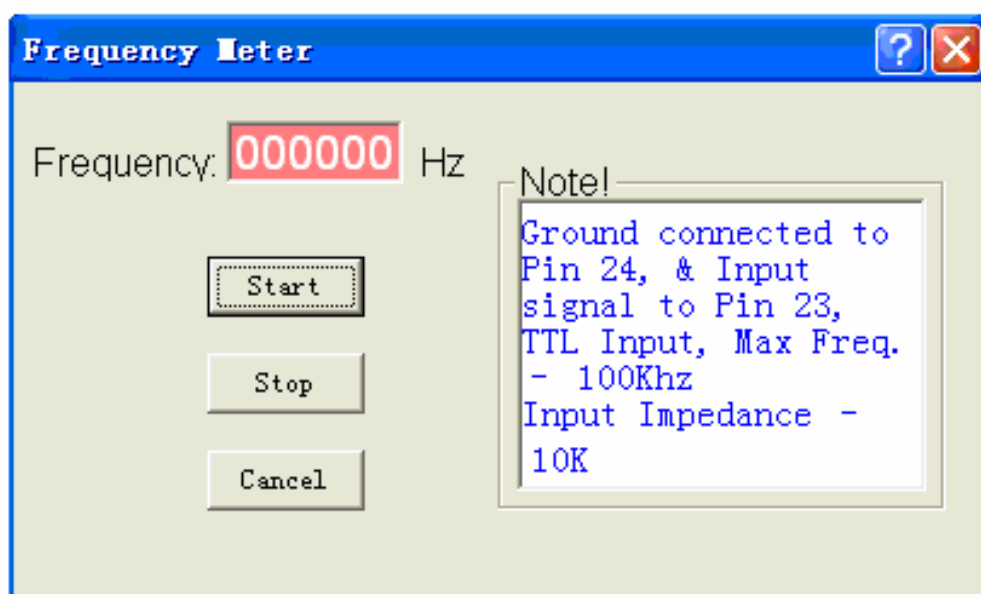 Frequency Meter
Frequency: 000000 Hz
Start
Stop
Cancel
Note!
Ground connected to
Pin 24, & Input
signal to Pin 23,
TTL Input, Max Freq.
- 100Khz
Input Impedance -
10K